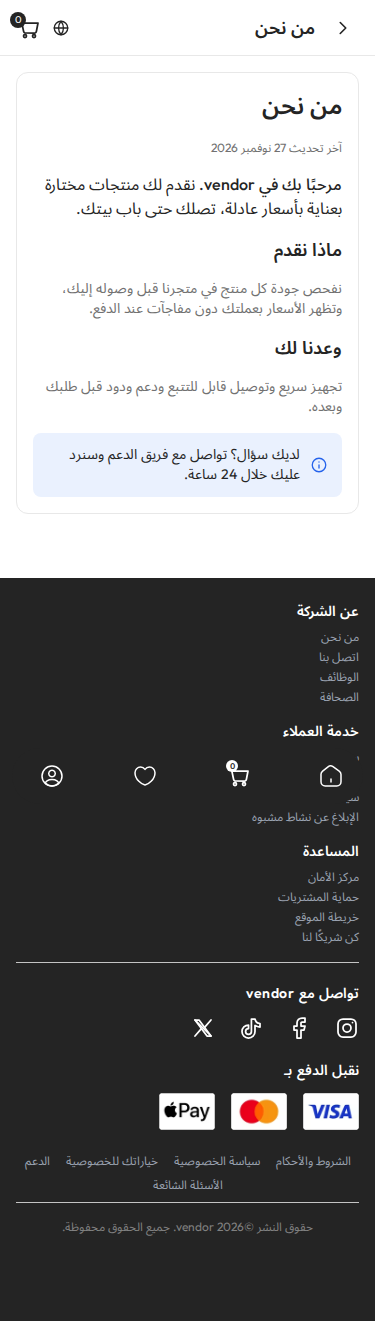 من نحن
0
من نحن
آخر تحديث 27 نوفمبر 2026
مرحبًا بك في vendor. نقدم لك منتجات مختارة
بعناية بأسعار عادلة، تصلك حتى باب بيتك.
ماذا نقدم
نفحص جودة كل منتج في متجرنا قبل وصوله إليك،
وتظهر الأسعار بعملتك دون مفاجآت عند الدفع.
وعدنا لك
تجهيز سريع وتوصيل قابل للتتبع ودعم ودود قبل طلبك
وبعده.
لديك سؤال؟ تواصل مع فريق الدعم وسنرد
عليك خلال 24 ساعة.
عن الشركة
من نحن
اتصل بنا
الوظائف
الصحافة
خدمة العملاء
0
الإبلاغ عن نشاط مشبوه
المساعدة
مركز الأمان
حماية المشتريات
خريطة الموقع
كن شريكًا لنا
تواصل مع vendor
نقبل الدفع بـ
VISA
Pay
الشروط والأحكام سياسة الخصوصية خياراتك للخصوصية الدعم
الأسئلة الشائعة
حقوق النشر ©2026 vendor. جميع الحقوق محفوظة.